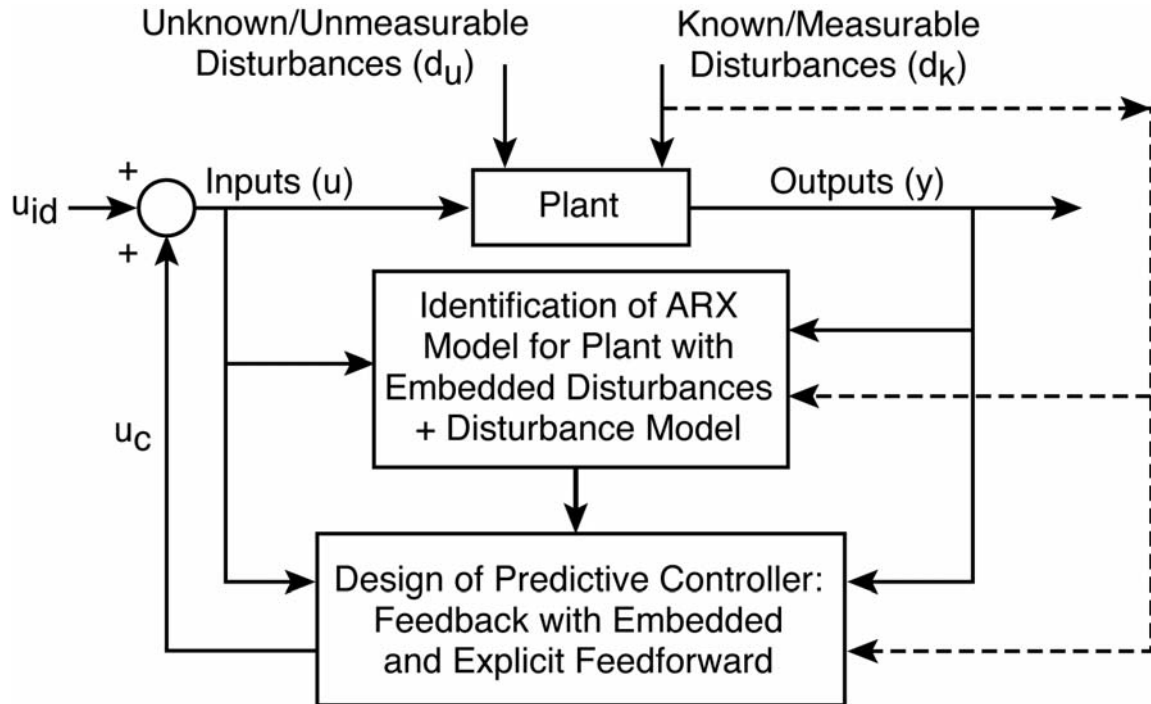 Unknown/Unmeasurable
Disturbances (du)
Known/Measurable
Disturbances (dk)
+
uid
+
Inputs (u)
Plant
Outputs (y)
Identification of ARX
Model for Plant with
Embedded Disturbances
+ Disturbance Model
uc
Design of Predictive Controller:
Feedback with Embedded
and Explicit Feedforward